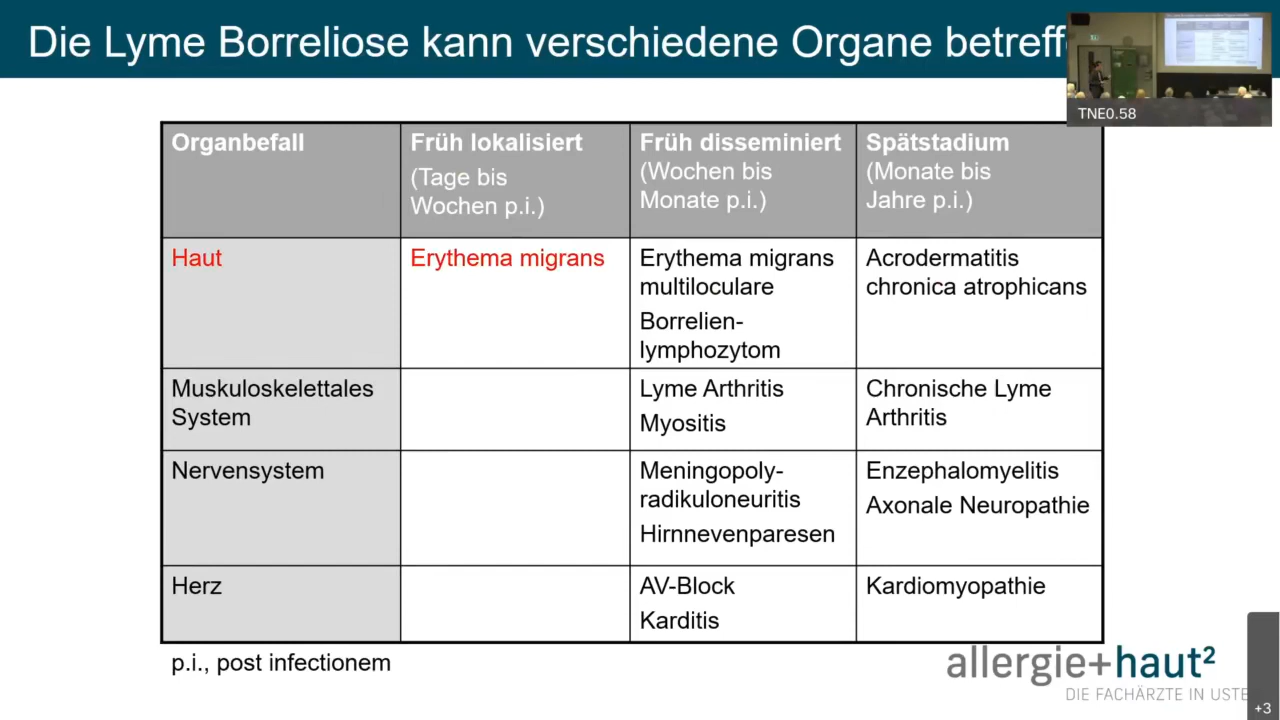 Die Lyme Borreliose kann verschiedene Organe betreff
TNE0.58
Organbefall
Früh lokalisiert
(Tage bis
Wochen p.i.)
Früh disseminiert
(Wochen bis
Monate p.i.)
Spätstadium
(Monate bis
Jahre p.i.)
Haut
Erythema migrans
Erythema migrans
multiloculare
Borrelien-
lymphozytom
Acrodermatitis
chronica atrophicans
Muskuloskelettales
System
Lyme Arthritis
Myositis
Chronische Lyme
Arthritis
Nervensystem
Meningopoly-
radikuloneuritis
Hirnnevenparesen
Enzephalomyelitis
Axonale Neuropathie
Herz
AV-Block
Karditis
Kardiomyopathie
p.i., post infectionem
allergie+haut²
DIE FACHÄRZTE IN USTE
+3